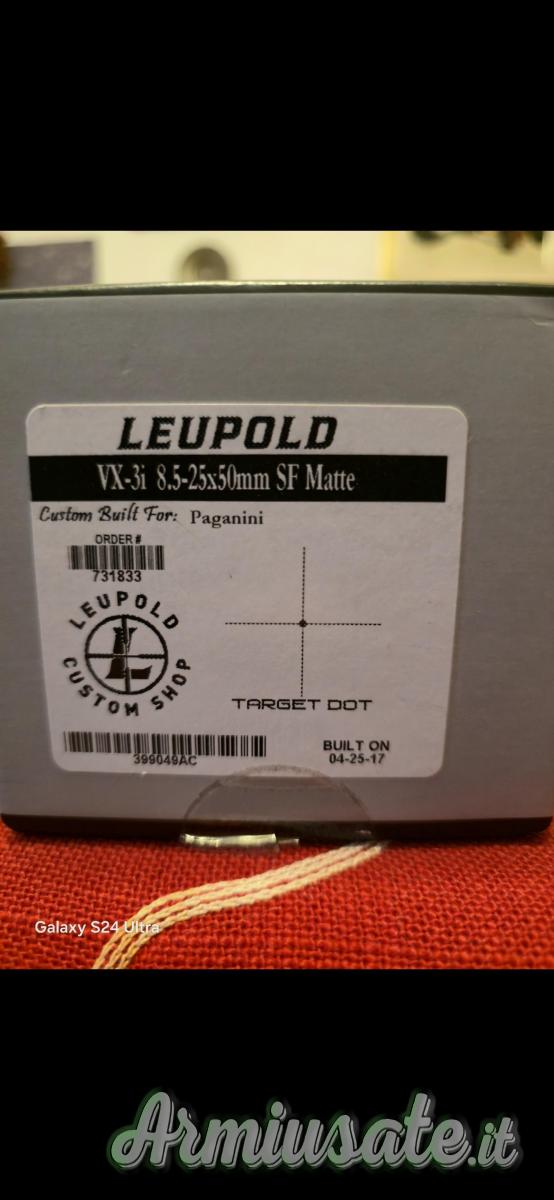 LEUPOLD
VX-3i 8.5-25x50mm SF Matte
Custom Built For: Paganini
ORDER#
731833
LEUPOLD
CUSTOM SHOP
TARGET DOT
399049AC
BUILT ON
04-25-17
Galaxy S24 Ultra
Armiusate.it